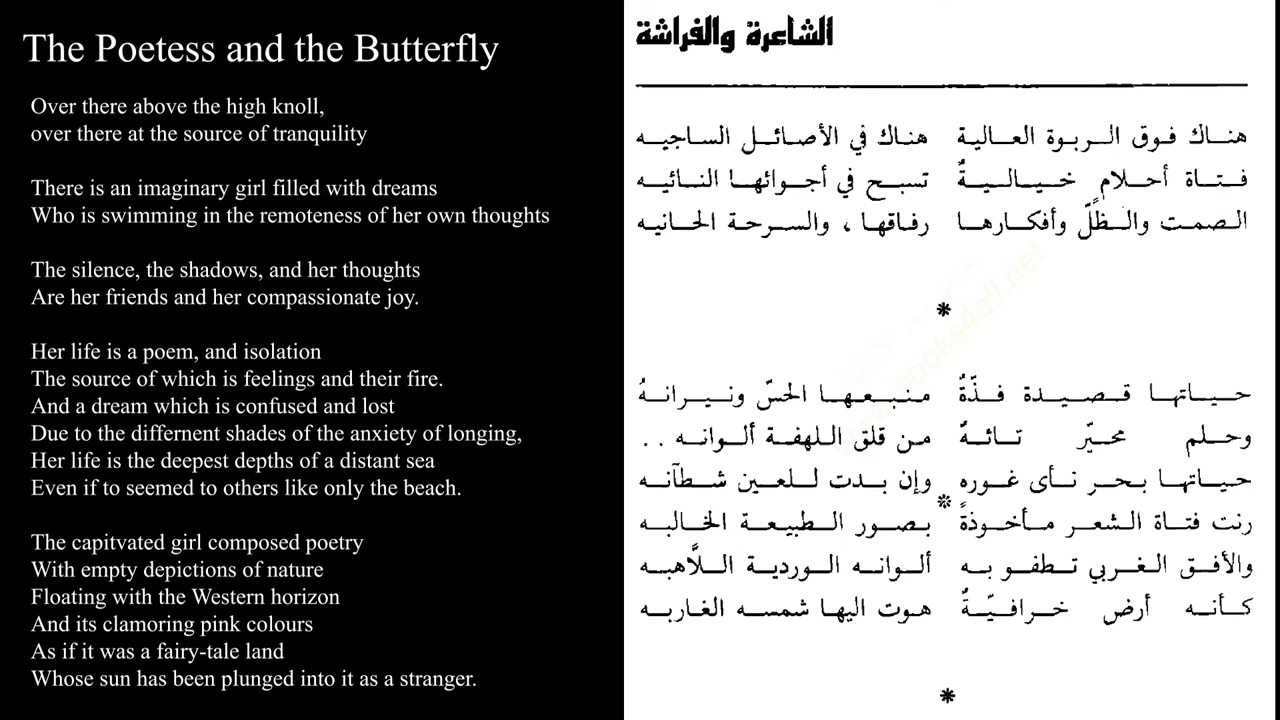 The Poetess and the Butterfly
Over there above the high knoll,
over there at the source of tranquility
There is an imaginary girl filled with dreams
Who is swimming in the remoteness of her own thoughts
The silence, the shadows, and her thoughts
Are her friends and her compassionate joy.
Her life is a poem, and isolation
The source of which is feelings and their fire.
And a dream which is confused and lost
Due to the differnent shades of the anxiety of longing,
Her life is the deepest depths of a distant sea
Even if to seemed to others like only the beach.
The capitvated girl composed poetry
With empty depictions of nature
Floating with the Western horizon
And its clamoring pink colours
As if it was a fairy-tale land
Whose sun has been plunged into it as a stranger.
الشاعرة والفراشة
هناك فوق الربوة العالية هناك في الأصائل الساجيه
فتاة أحلام خياليةٌ تسبح في أجوائها النائيه
الصمت والظلّ وأفكارها رفاقها ، والسرحة الحانيه
*
حياتها قصيدة فذّةٌ منبعها الحسّ ونيرانهُ
وحلم محيّر تائهٌ من قلق اللهفة ألوانه . .
حياتها بحر نأى غوره وإن بدت للعين شطآنه
*
رنت فتاة الشعر مأخوذةً بصور الطبيعة الخالبه
والأفق الغربي تطفو به ألوانه الوردية اللاّهبه
كأنه أرض خرافيّةٌ هوت اليها شمسه الغاربه
*
books4all.net